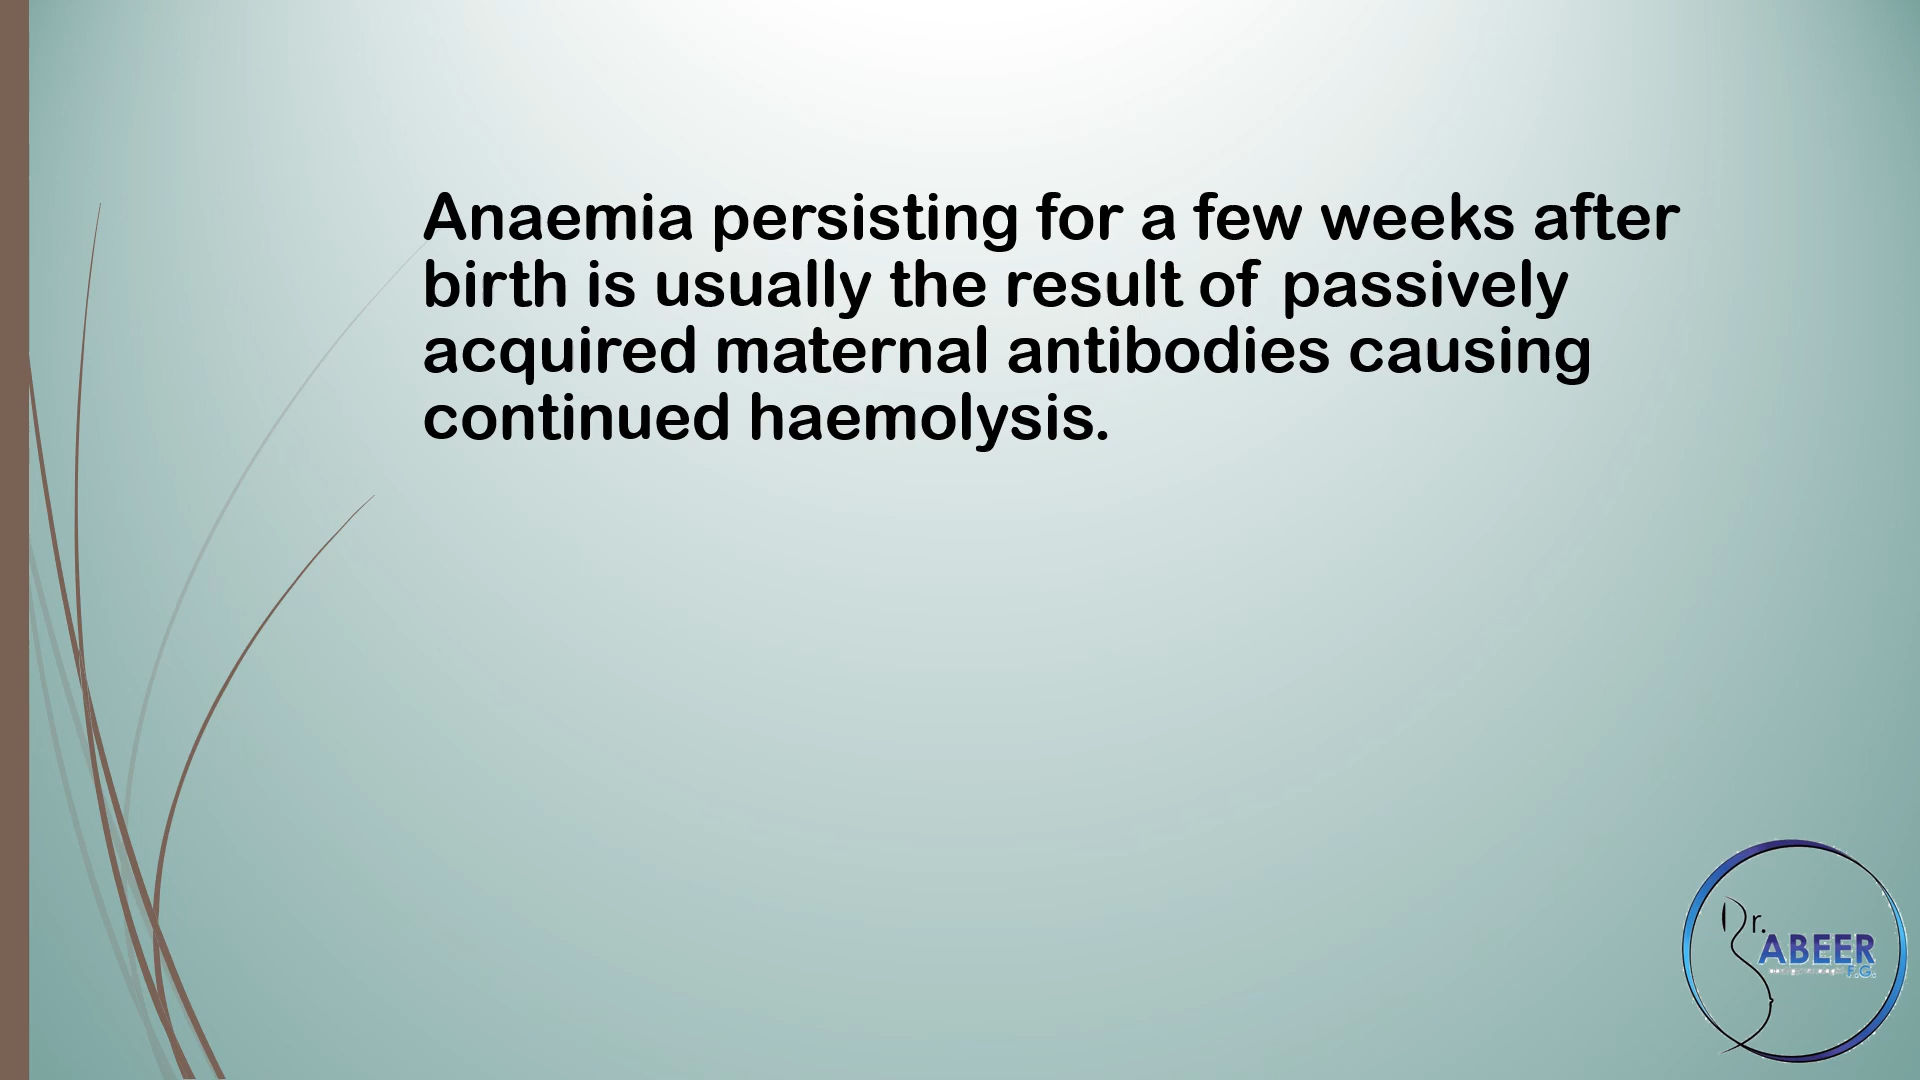 Anaemia persisting for a few weeks after
birth is usually the result of passively
acquired maternal antibodies causing
continued haemolysis.
Dr.
ABEER
F.G.